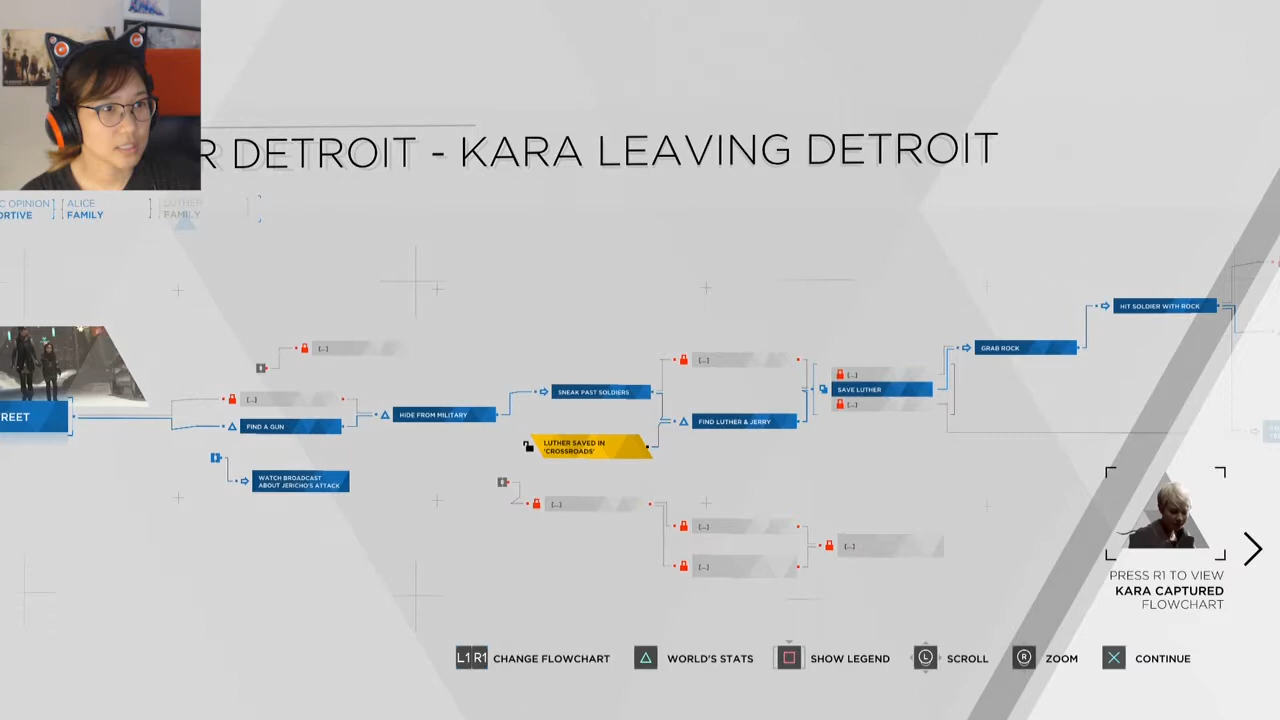 R DETROIT - KARA LEAVING DETROIT
C OPINION
ORTIVE
ALICE
FAMILY
LUTHER
FAMILY
HIT SOLDIER WITH ROCK
[...]
GRAB ROCK
[...]
[...]
SAVE LUTHER
SNEAK PAST SOLDIERS
[...]
[...]
HIDE FROM MILITARY
REET
FIND A GUN
FIND LUTHER & JERRY
LUTHER SAVED IN
'CROSSROADS'
WATCH BROADCAST
ABOUT JERICHO'S ATTACK
[...]
[...]
[...]
[...]
PRESS R1 TO VIEW
KARA CAPTURED
FLOWCHART
L1 R1 CHANGE FLOWCHART
WORLD'S STATS
SHOW LEGEND
L SCROLL
R ZOOM
CONTINUE